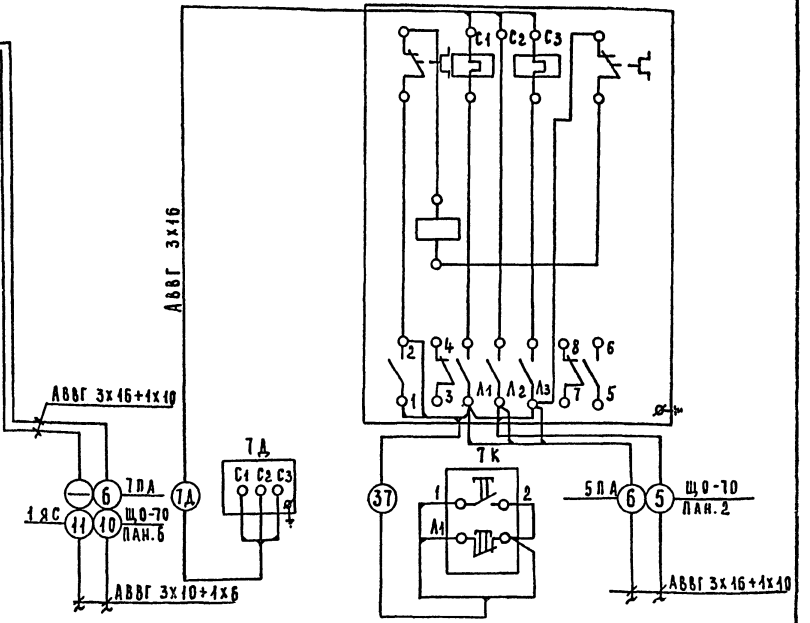 С1 С2 С3
АВВГ 3х16
2 4 8 6
1 3 Л1 Л2 Л3 7 5
АВВГ 3х16+1х10
7Д
С1 С2 С3
7К
1 2
Л1
6 7ПА
7Д
37
5ПА 6 5 ЩО-70
ПАН.2
1ЯС 11 10 ЩО-70
ПАН.6
АВВГ 3х10+1х6
АВВГ 3х16+1х10